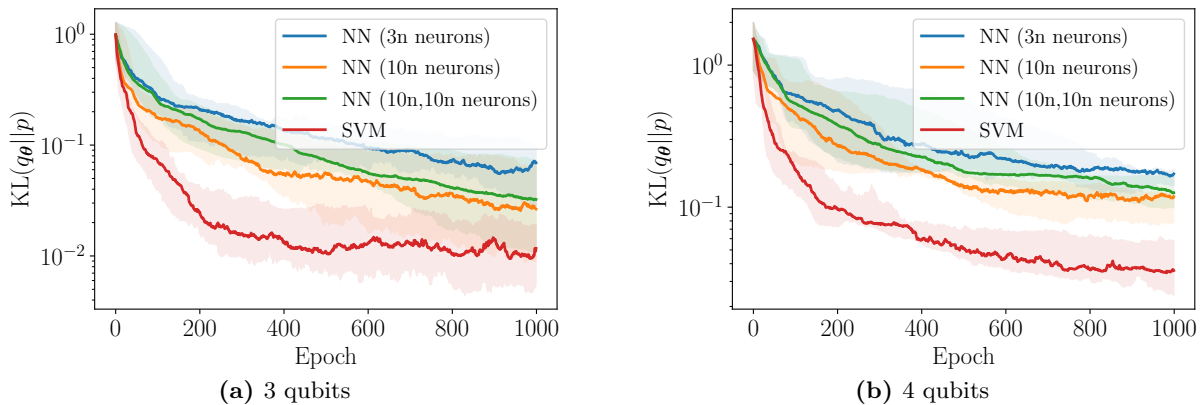 KL(q_θ||p)
10^0
10^{-1}
10^{-2}
NN (3n neurons)
NN (10n neurons)
NN (10n,10n neurons)
SVM
0 200 400 600 800 1000
Epoch
(a) 3 qubits
KL(q_θ||p)
10^0
10^{-1}
NN (3n neurons)
NN (10n neurons)
NN (10n,10n neurons)
SVM
0 200 400 600 800 1000
Epoch
(b) 4 qubits